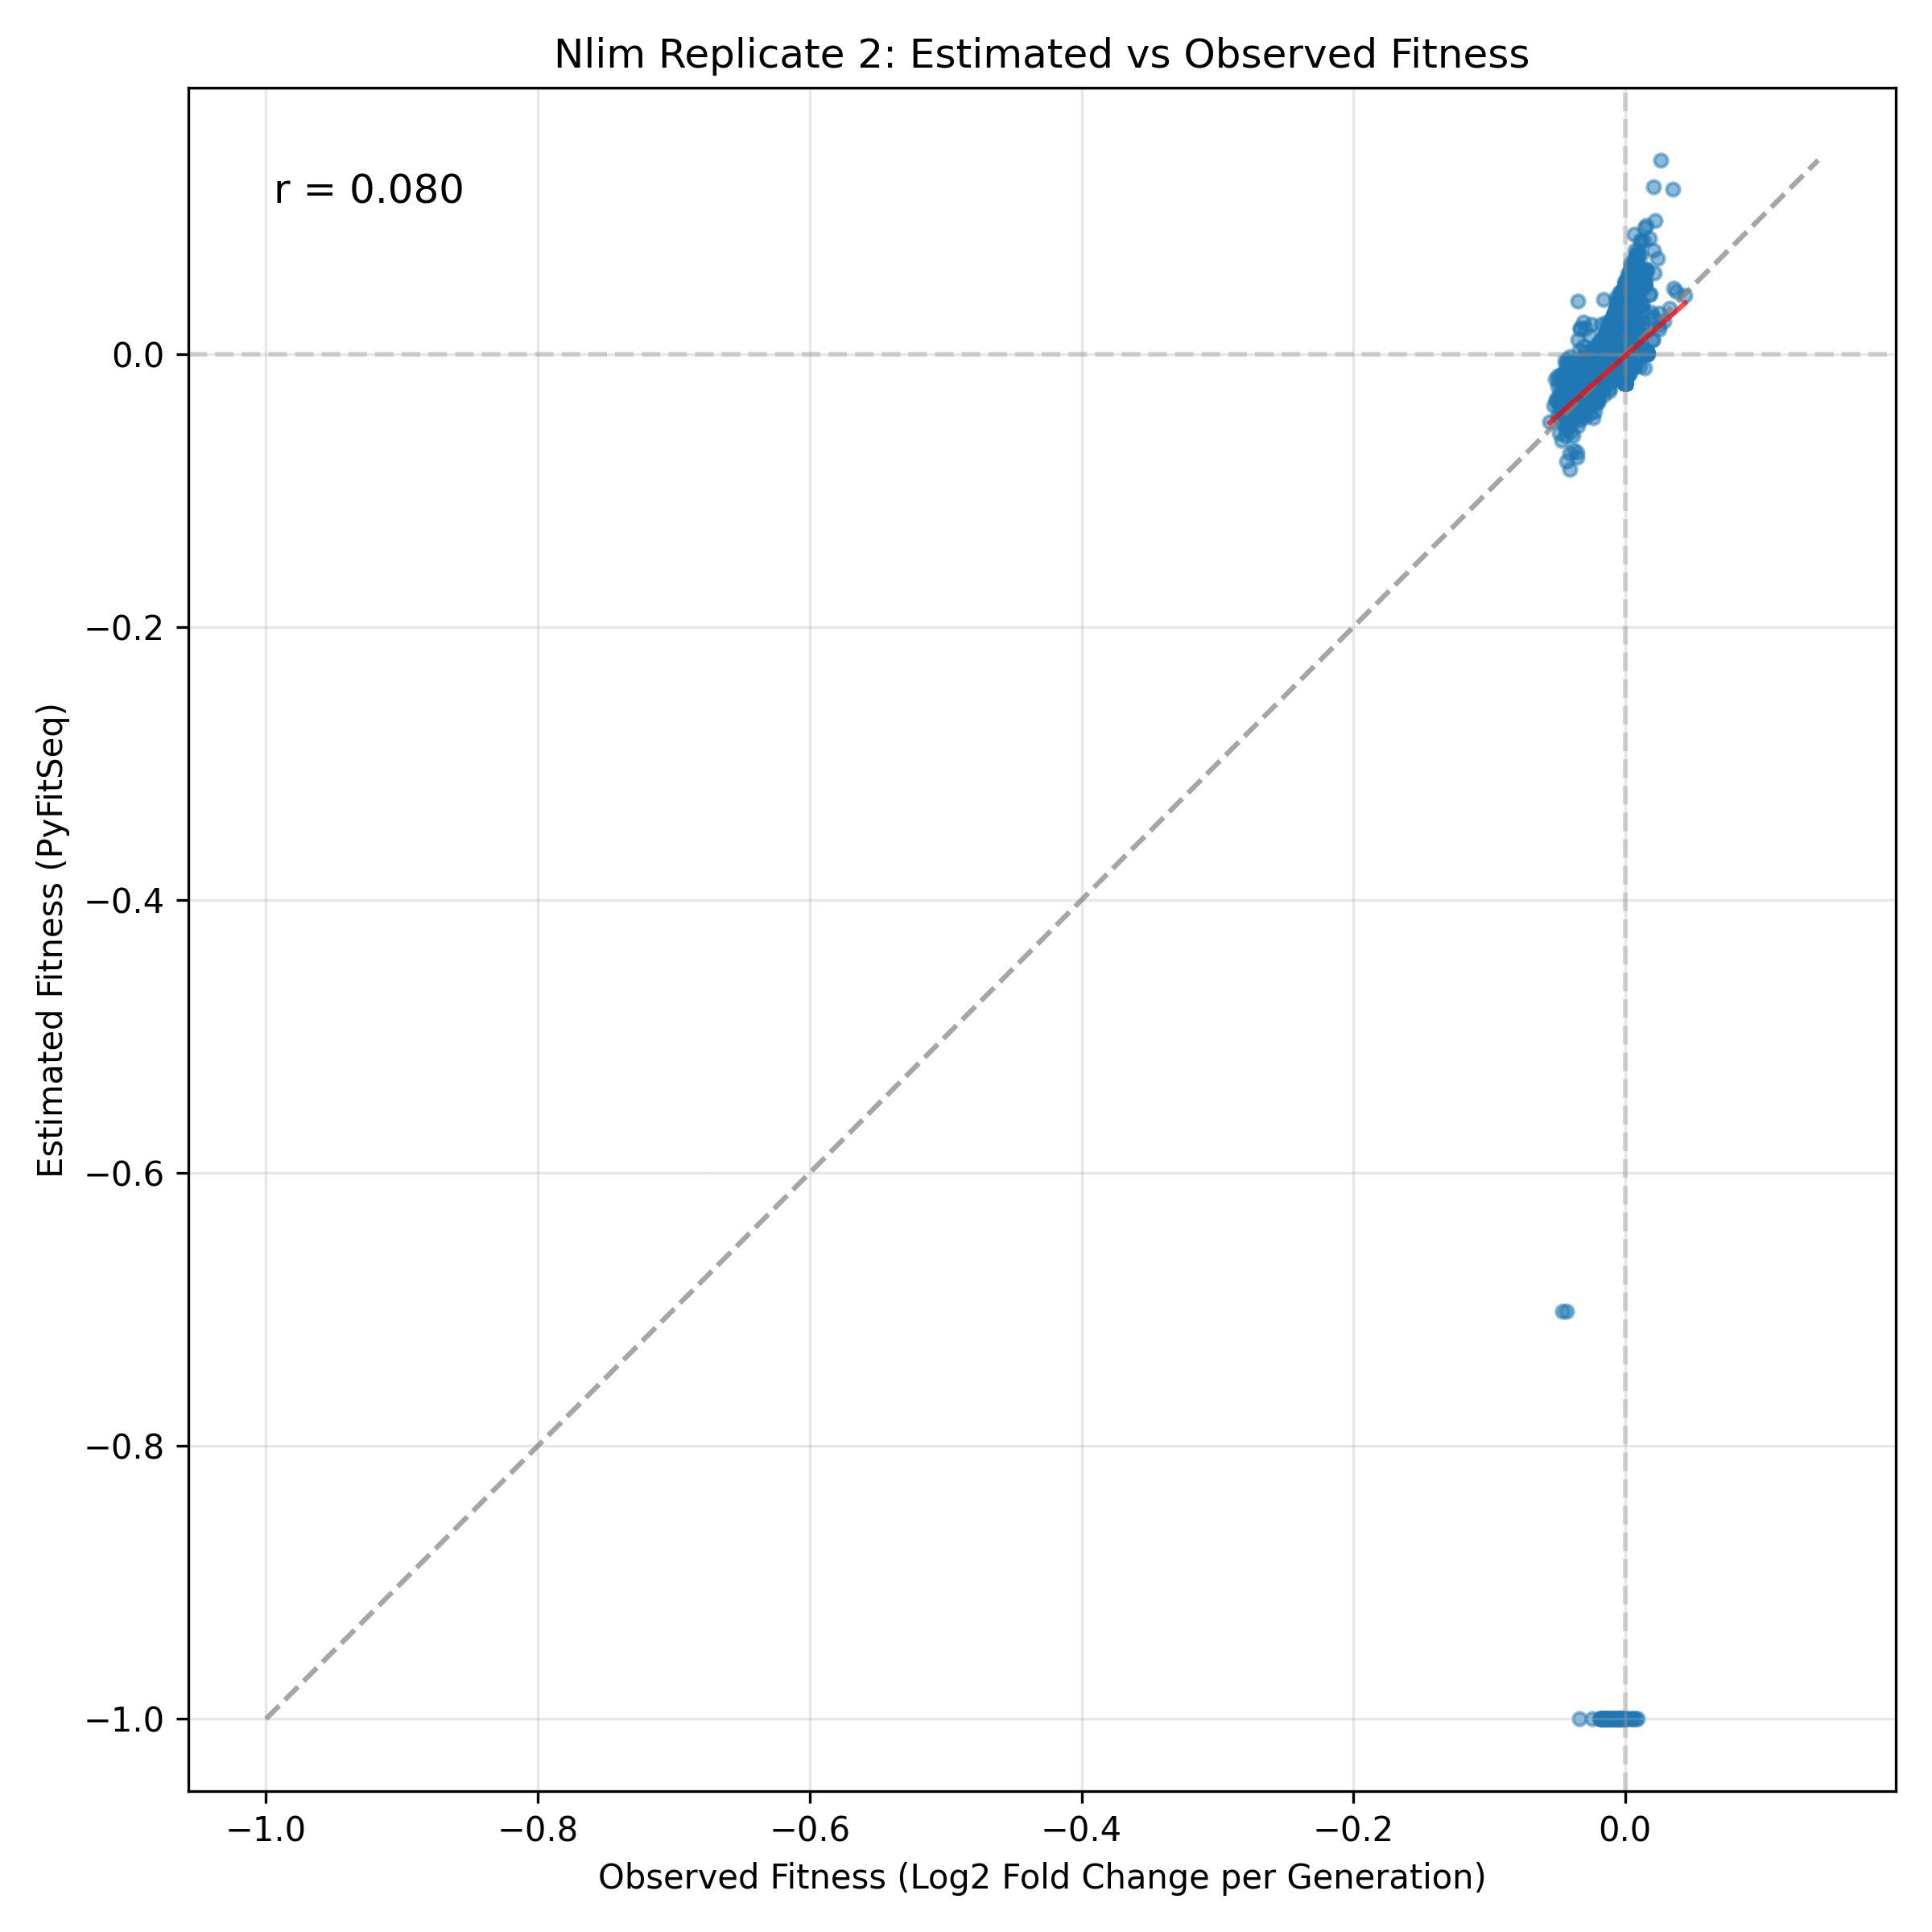 Nlim Replicate 2: Estimated vs Observed Fitness
r = 0.080
0.0
−0.2
−0.4
−0.6
−0.8
−1.0
Estimated Fitness (PyFitSeq)
−1.0 −0.8 −0.6 −0.4 −0.2 0.0
Observed Fitness (Log2 Fold Change per Generation)